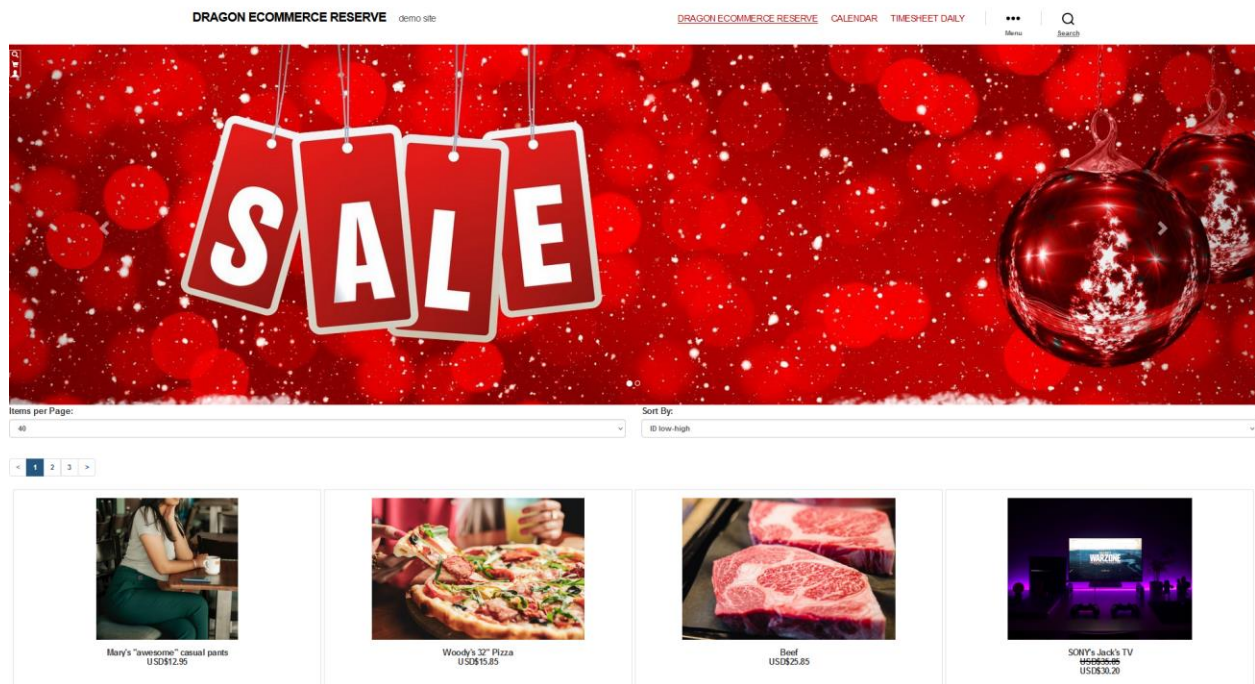 DRAGON ECOMMERCE RESERVE demo site
DRAGON ECOMMERCE RESERVE CALENDAR TIMESHEET DAILY
Menu
Search
SALE
Items per Page:
40
Sort By:
ID low-high
< 1 2 3 >
Mary's "awesome" casual pants
USD$12.95
Woody's 32" Pizza
USD$15.85
Beef
USD$25.85
WARZONE
SONY's Jack's TV
USD$35.85
USD$30.20